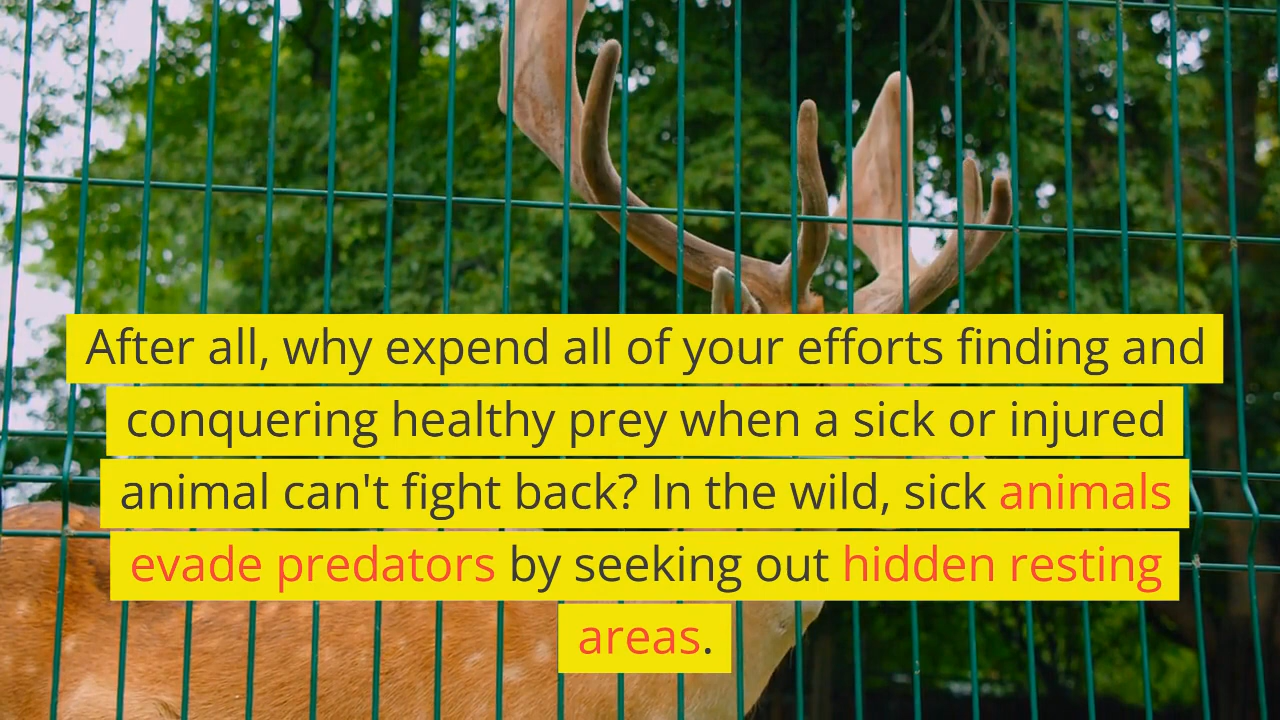 After all, why expend all of your efforts finding and
conquering healthy prey when a sick or injured
animal can't fight back? In the wild, sick animals
evade predators by seeking out hidden resting
areas.